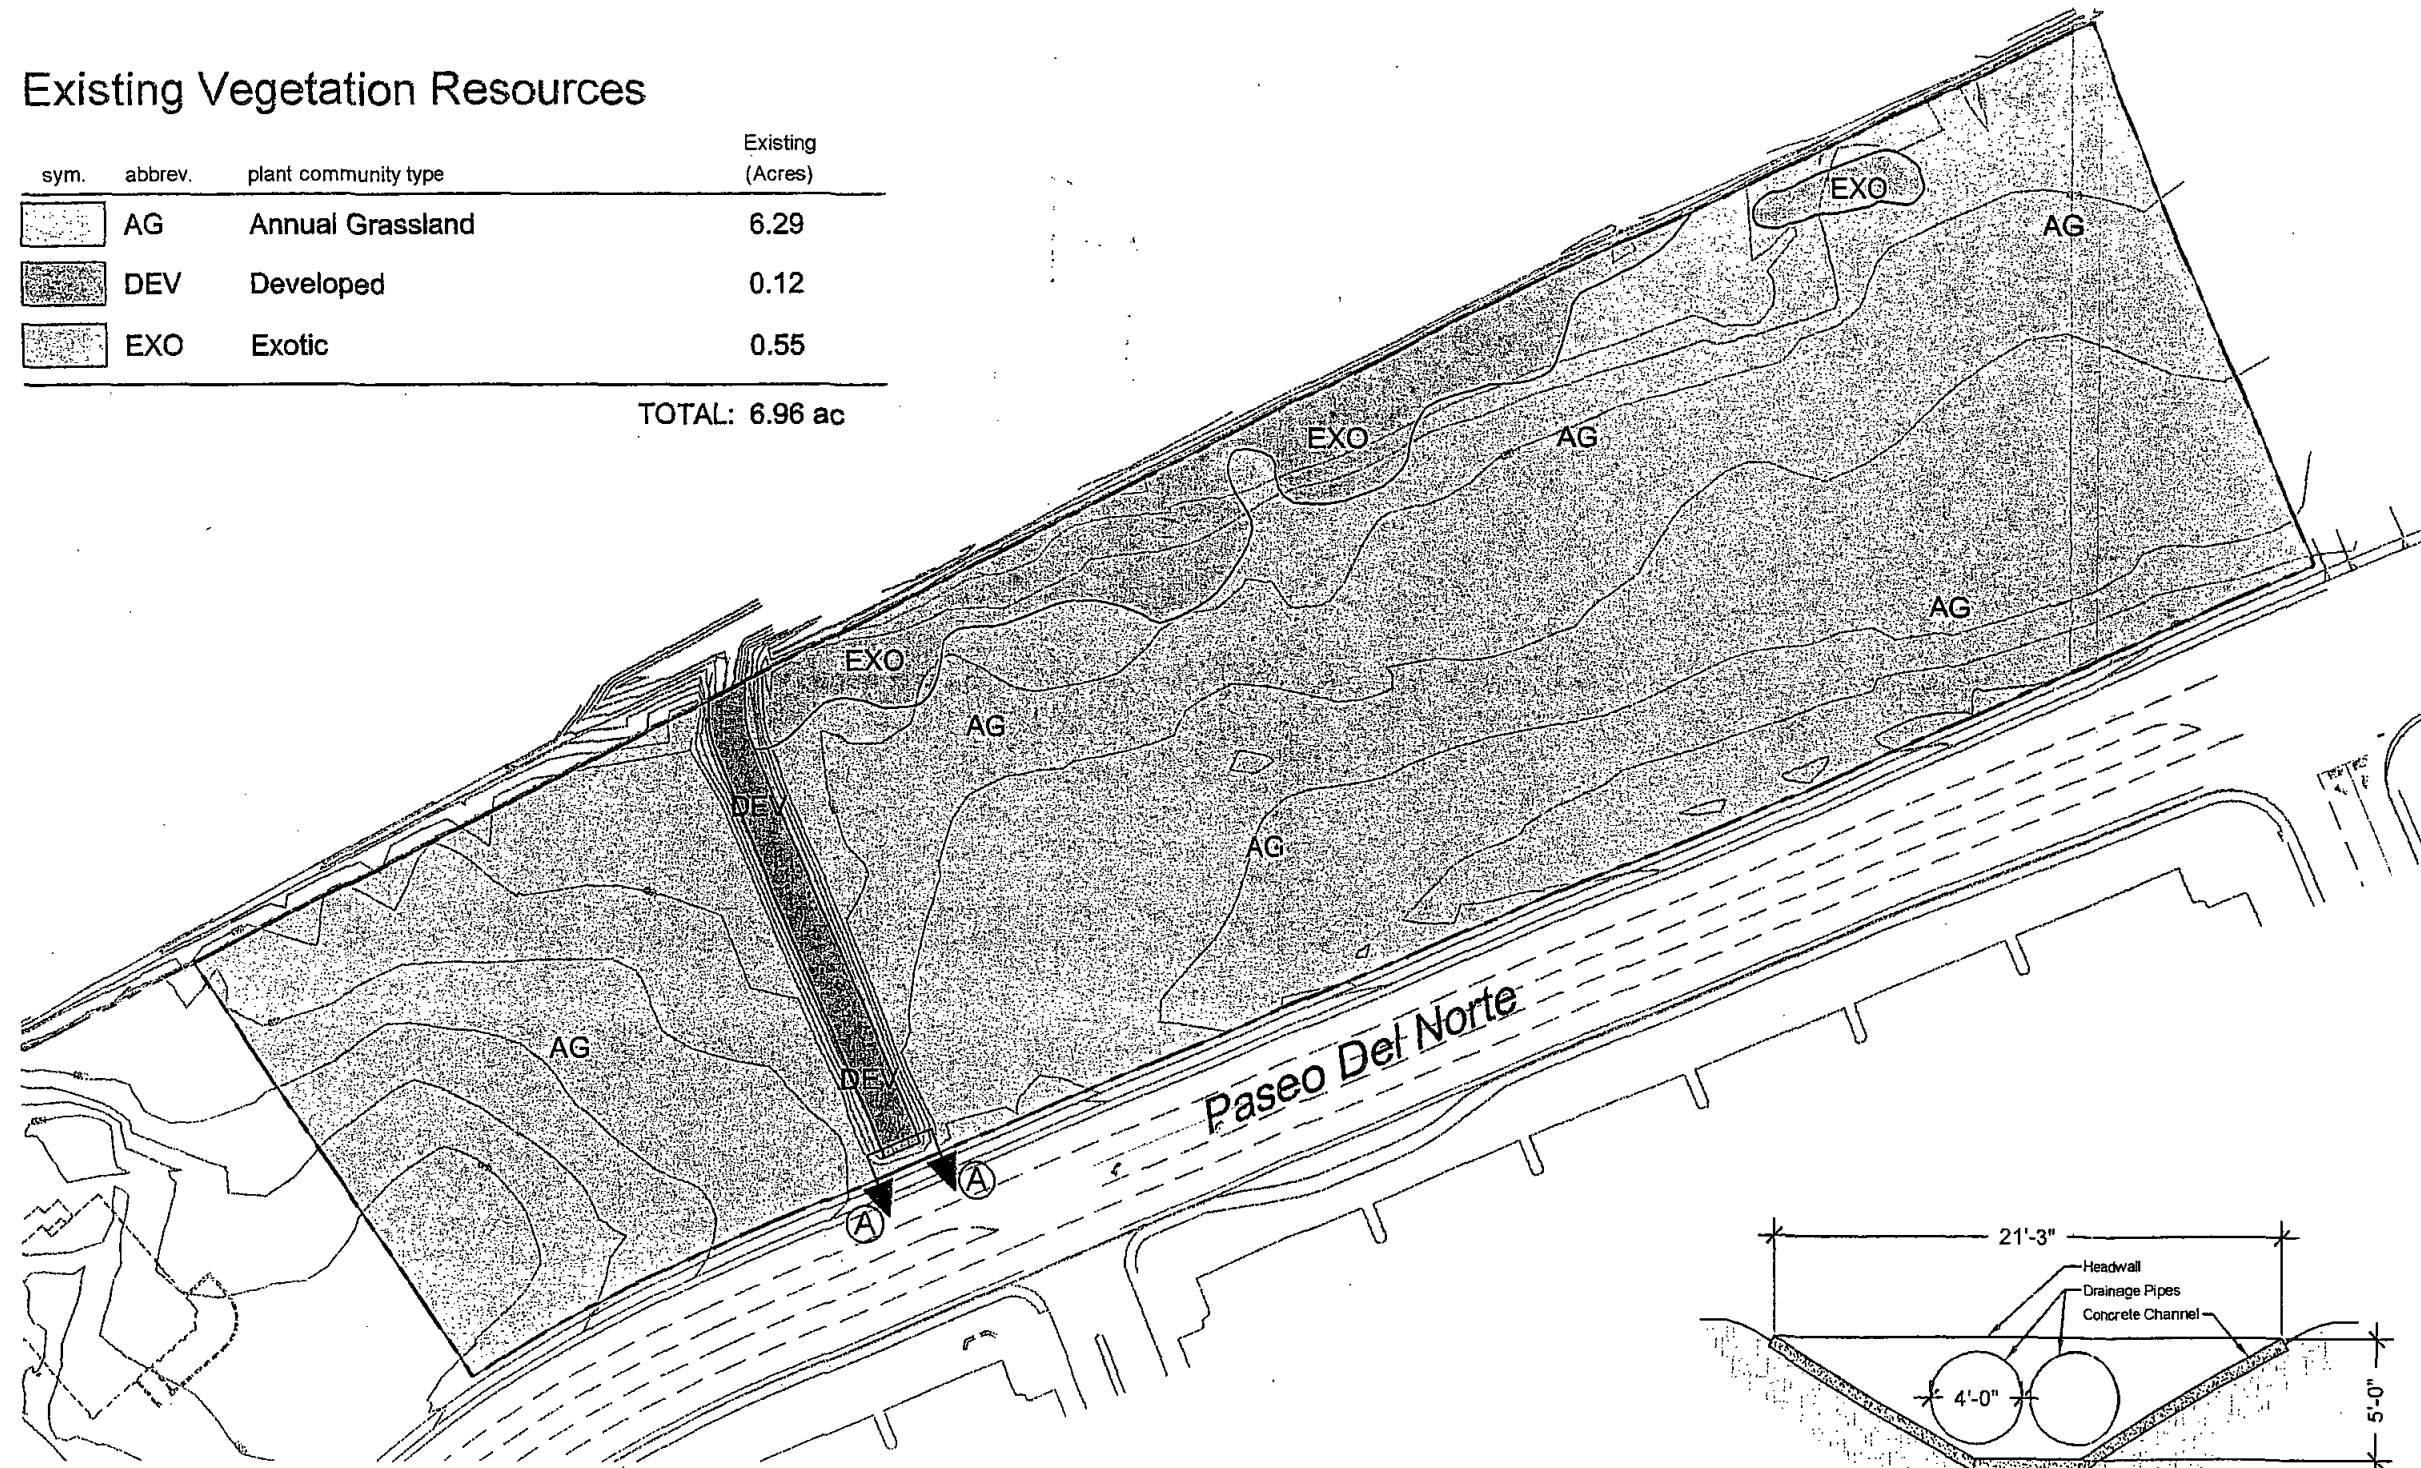 Existing Vegetation Resources
Existing
sym. abbrev. plant community type (Acres)
AG Annual Grassland 6.29
DEV Developed 0.12
EXO Exotic 0.55
TOTAL: 6.96 ac
EXO
AG
EXO
AG
AG
EXO
AG
DEV
AG
AG
DEV
Paseo Del Norte
A
A
21'-3"
Headwall
Drainage Pipes
Concrete Channel
4'-0"
5'-0"